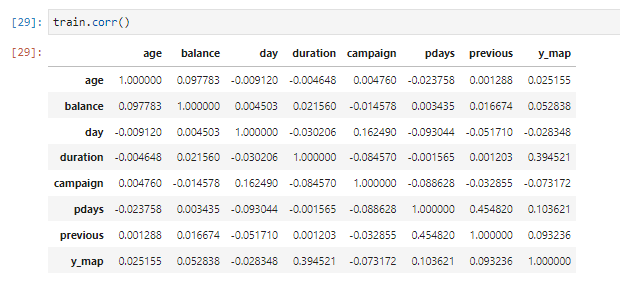 [29]: train.corr()
[29]:
age balance day duration campaign pdays previous y_map
age 1.000000 0.097783 -0.009120 -0.004648 0.004760 -0.023758 0.001288 0.025155
balance 0.097783 1.000000 0.004503 0.021560 -0.014578 0.003435 0.016674 0.052838
day -0.009120 0.004503 1.000000 -0.030206 0.162490 -0.093044 -0.051710 -0.028348
duration -0.004648 0.021560 -0.030206 1.000000 -0.084570 -0.001565 0.001203 0.394521
campaign 0.004760 -0.014578 0.162490 -0.084570 1.000000 -0.088628 -0.032855 -0.073172
pdays -0.023758 0.003435 -0.093044 -0.001565 -0.088628 1.000000 0.454820 0.103621
previous 0.001288 0.016674 -0.051710 0.001203 -0.032855 0.454820 1.000000 0.093236
y_map 0.025155 0.052838 -0.028348 0.394521 -0.073172 0.103621 0.093236 1.000000